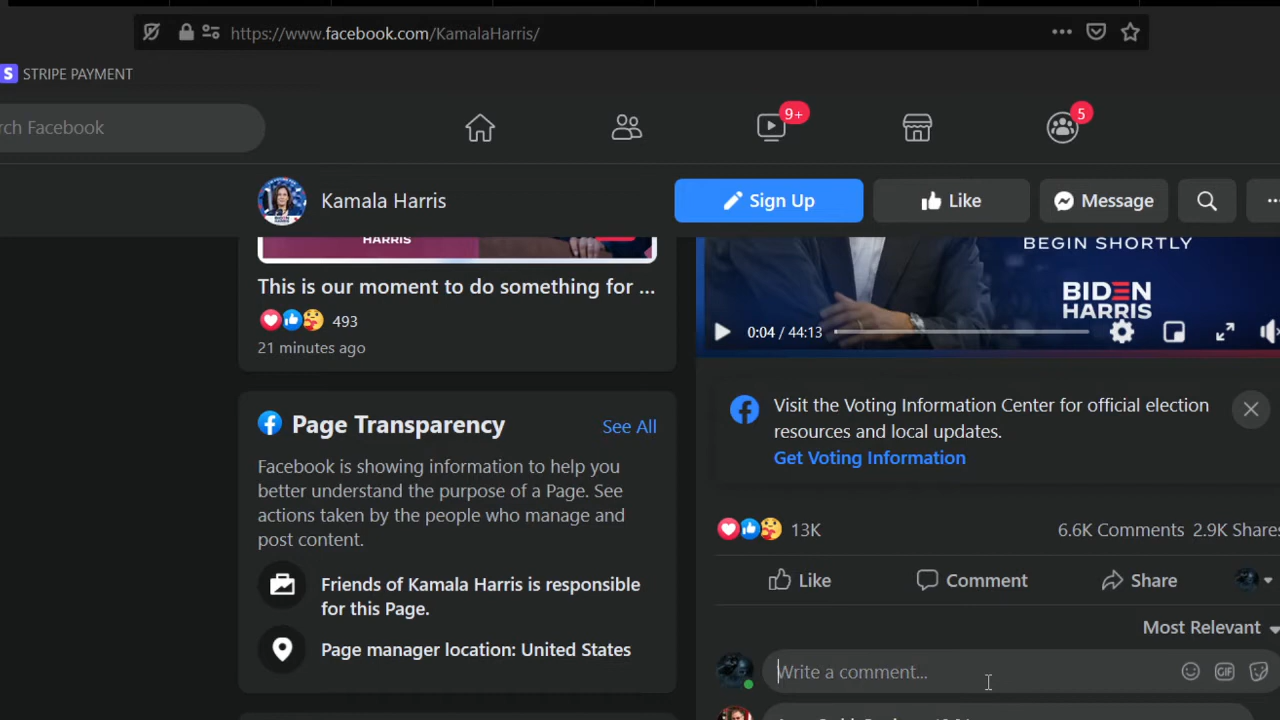 https://www.facebook.com/KamalaHarris/
S STRIPE PAYMENT
rch Facebook
9+
5
Kamala Harris
Sign Up
Like
Message
HARRIS
This is our moment to do something for ...
493
21 minutes ago
Page Transparency
See All
Facebook is showing information to help you
better understand the purpose of a Page. See
actions taken by the people who manage and
post content.
Friends of Kamala Harris is responsible
for this Page.
Page manager location: United States
BEGIN SHORTLY
BIDEN
HARRIS
0:04 / 44:13
Visit the Voting Information Center for official election
resources and local updates.
Get Voting Information
13K
6.6K Comments 2.9K Shares
Like
Comment
Share
Most Relevant
Write a comment...
GIF